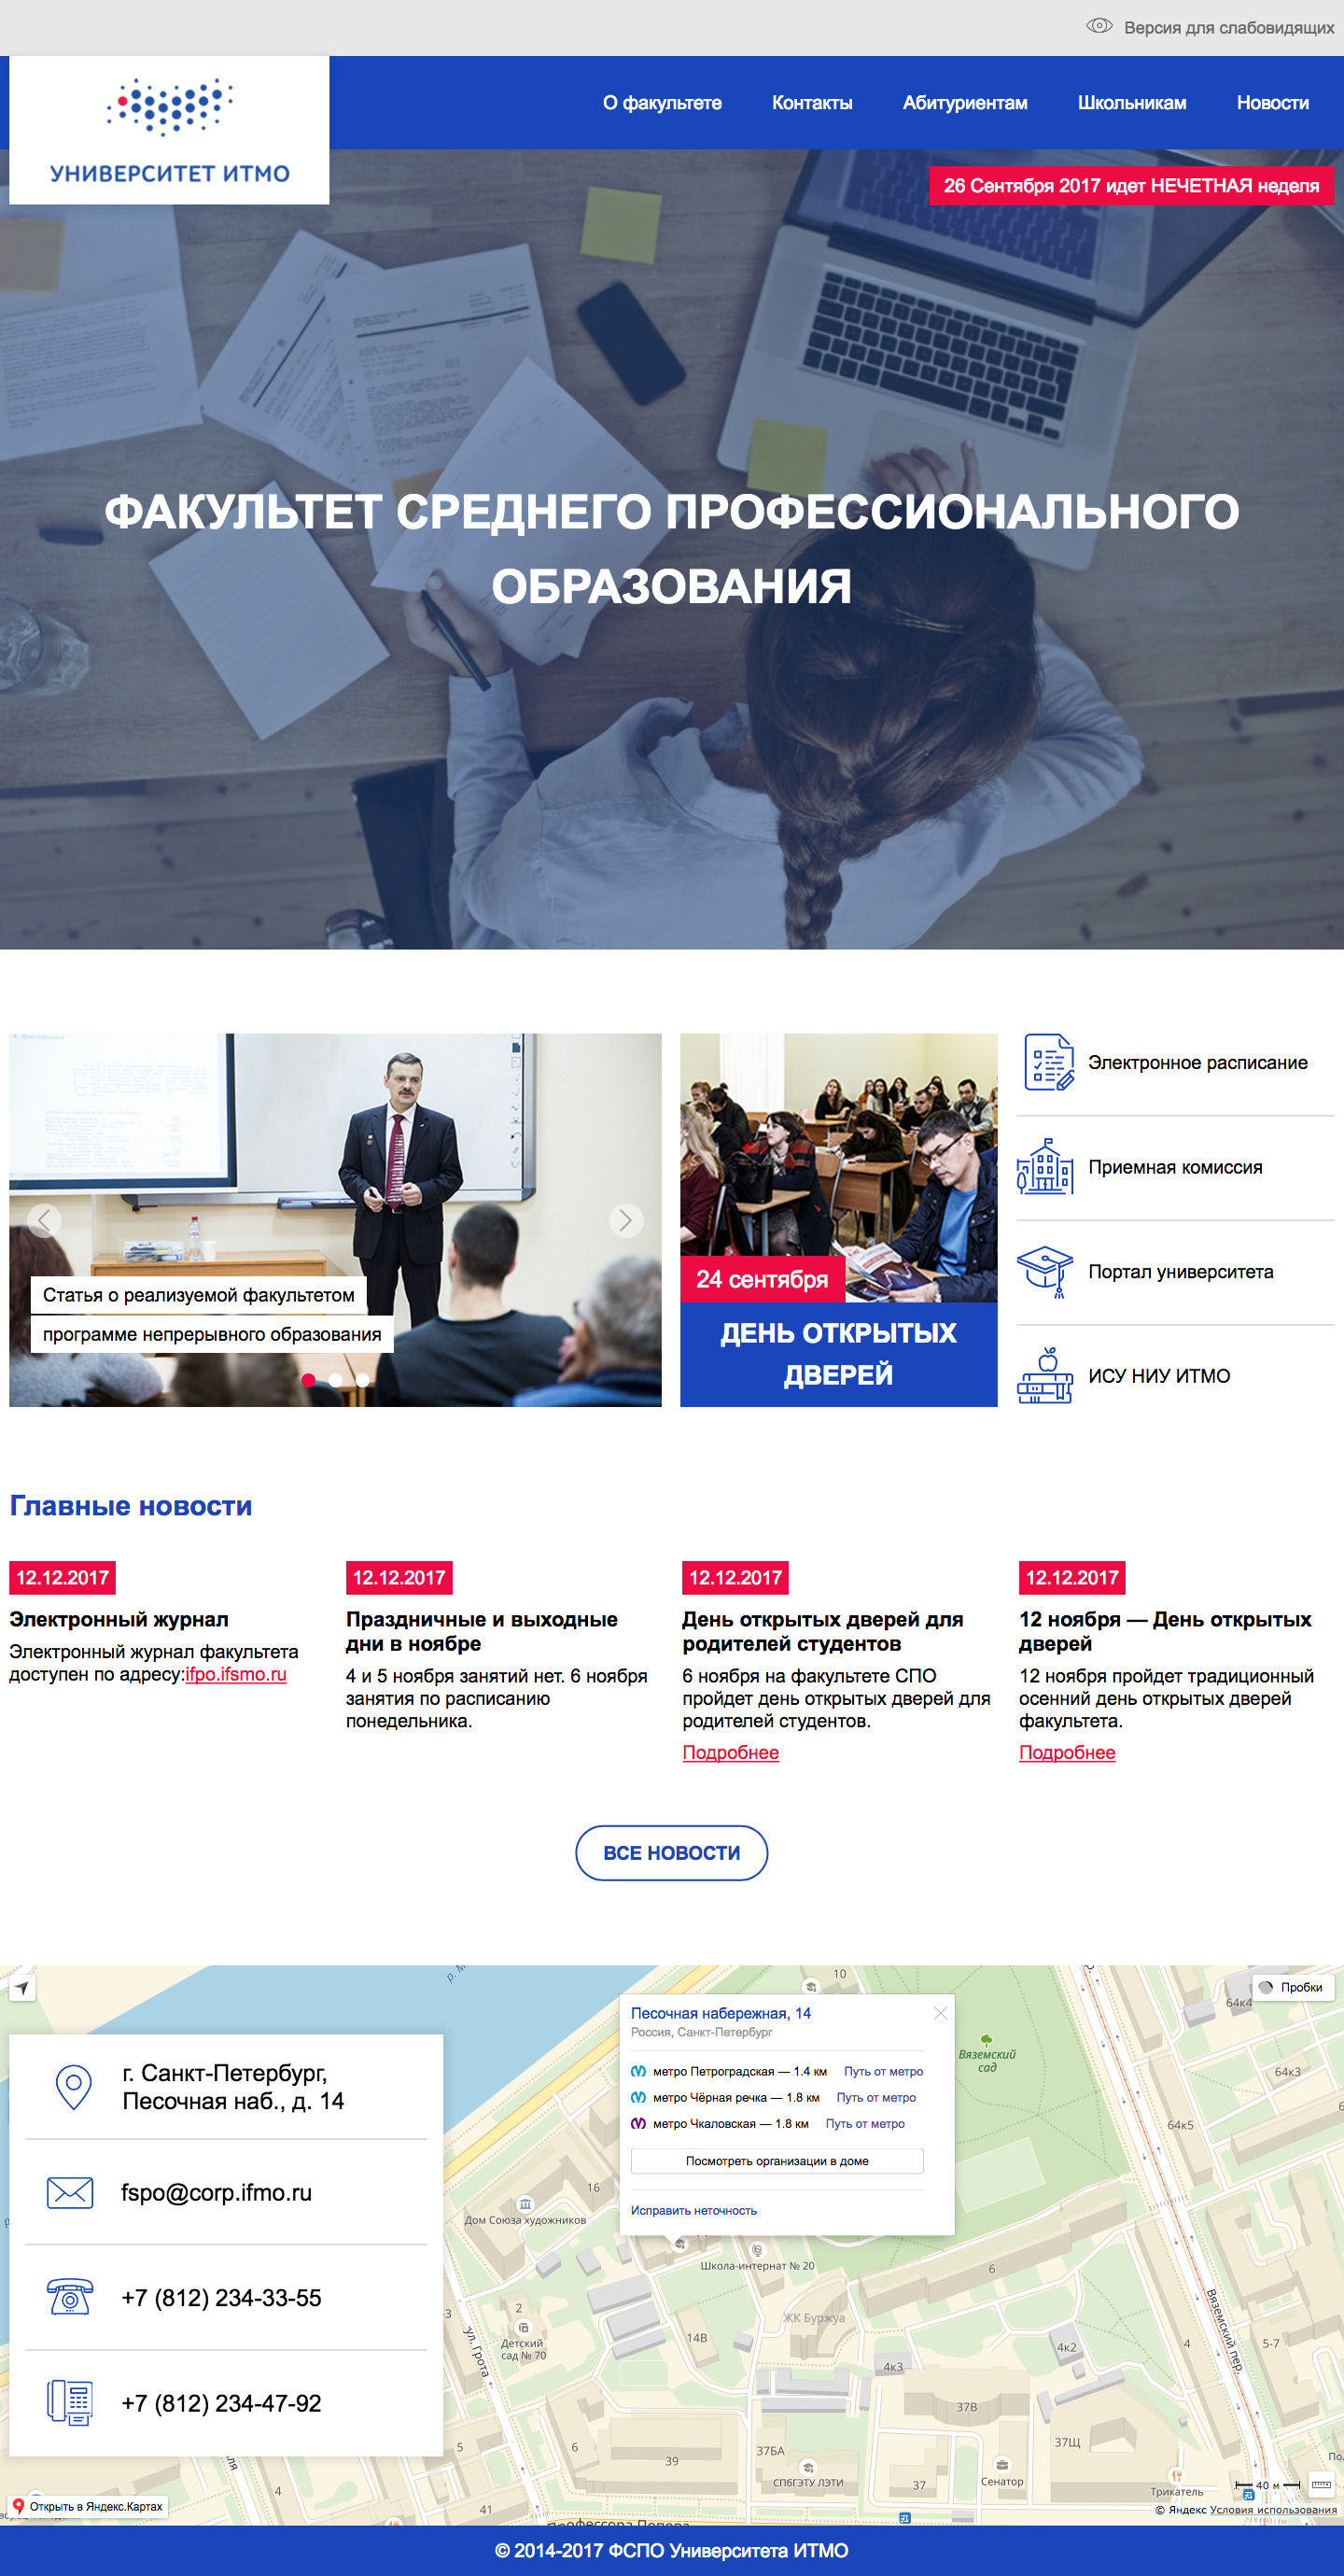 Версия для слабовидящих
УНИВЕРСИТЕТ ИТМО
О факультете
Контакты
Абитуриентам
Школьникам
Новости
26 Сентября 2017 идет НЕЧЕТНАЯ неделя
ФАКУЛЬТЕТ СРЕДНЕГО ПРОФЕССИОНАЛЬНОГО
ОБРАЗОВАНИЯ
Статья о реализуемой факультетом
программе непрерывного образования
24 сентября
ДЕНЬ ОТКРЫТЫХ
ДВЕРЕЙ
Электронное расписание
Приемная комиссия
Портал университета
ИСУ НИУ ИТМО
Главные новости
12.12.2017
Электронный журнал
Электронный журнал факультета
доступен по адресу:ifpo.ifsmo.ru
12.12.2017
Праздничные и выходные
дни в ноябре
4 и 5 ноября занятий нет. 6 ноября
занятия по расписанию
понедельника.
12.12.2017
День открытых дверей для
родителей студентов
6 ноября на факультете СПО
пройдет день открытых дверей для
родителей студентов.
Подробнее
12.12.2017
12 ноября — День открытых
дверей
12 ноября пройдет традиционный
осенний день открытых дверей
факультета.
Подробнее
ВСЕ НОВОСТИ
Пробки
г. Санкт-Петербург,
Песочная наб., д. 14
fspo@corp.ifmo.ru
+7 (812) 234-33-55
+7 (812) 234-47-92
Песочная набережная, 14
Россия, Санкт-Петербург
метро Петроградская — 1.4 км Путь от метро
метро Чёрная речка — 1.8 км Путь от метро
метро Чкаловская — 1.8 км Путь от метро
Посмотреть организации в доме
Исправить неточность
10
64к4
Вяземский
сад
64к3
64к5
16
Дом Союза художников
Школа-интернат № 20
6
2
Детский
сад № 70
ул. Грота
14В
ЖК Буржуа
4к3
4к2
4
5-7
Вяземский пер.
37В
37БА
37Щ
5
6
39
СПбГЭТУ ЛЭТИ
37
Сенатор
Трикатель
4
41
40 м
Открыть в Яндекс.Картах
© Яндекс Условия использования
Профессора Попова
© 2014-2017 ФСПО Университета ИТМО